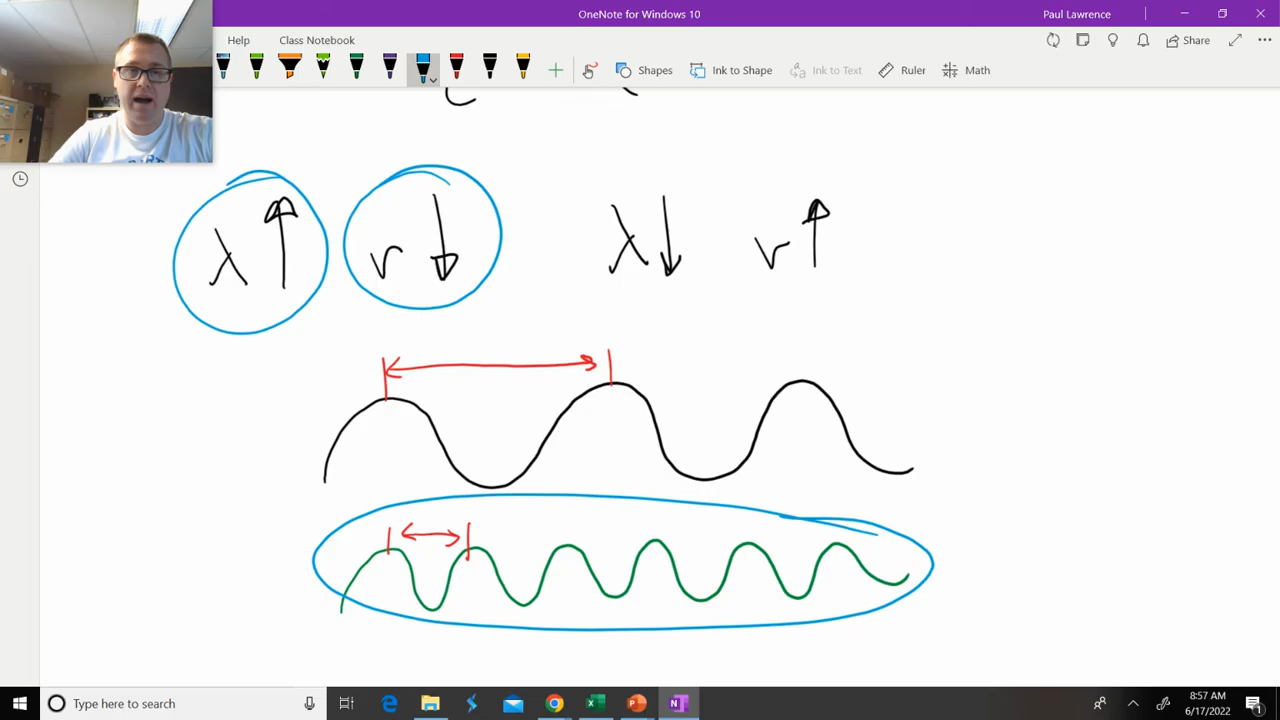 OneNote for Windows 10
Paul Lawrence
Help
Class Notebook
Share
Shapes
Ink to Shape
Ink to Text
Ruler
Math
λ↑ ν↓ λ↓ ν↑
Type here to search
8:57 AM
6/17/2022
1